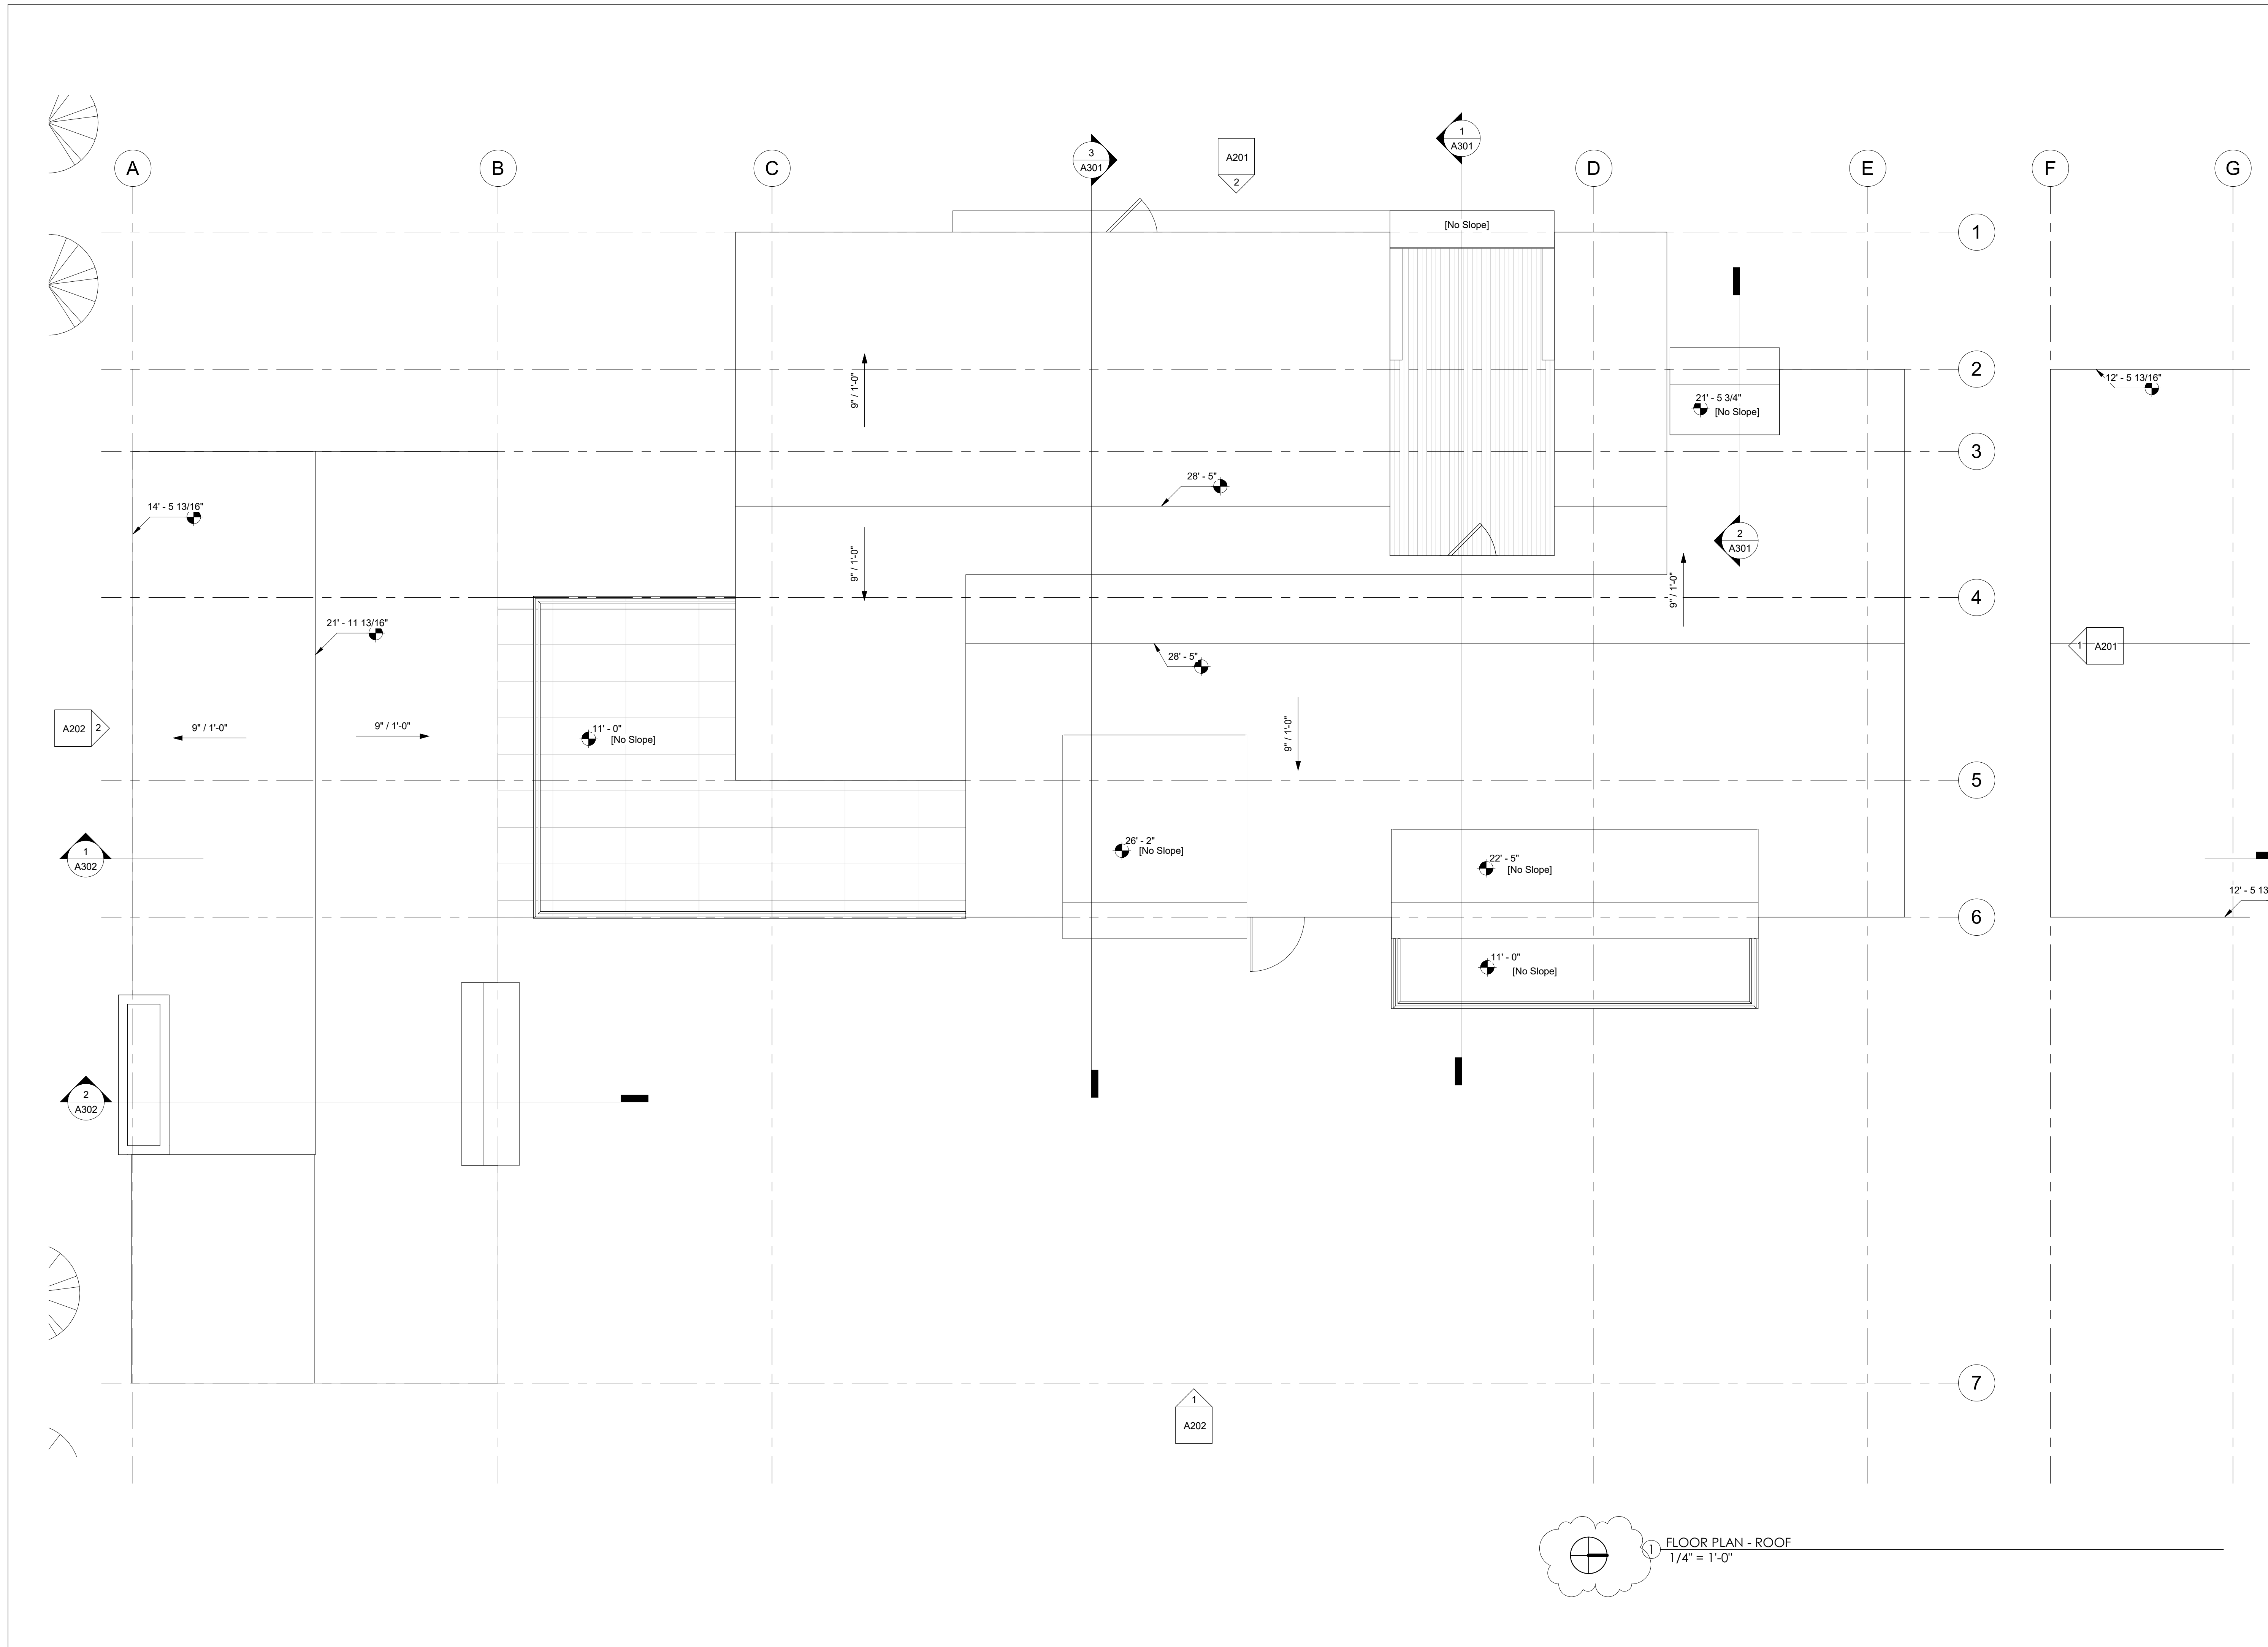 1
A301
3
A301
A201
2
A
B
C
D
E
F
G
[No Slope]
1
9" / 1'-0"
2
12' - 5 13/16"
21' - 5 3/4"
[No Slope]
3
28' - 5"
14' - 5 13/16"
2
A301
9" / 1'-0"
9" / 1'-0"
4
21' - 11 13/16"
1
A201
28' - 5"
A202
2
9" / 1'-0"
9" / 1'-0"
11' - 0"
[No Slope]
9" / 1'-0"
5
26' - 2"
[No Slope]
1
A302
22' - 5"
[No Slope]
12' - 5 13
6
11' - 0"
[No Slope]
2
A302
7
1
A202
1
FLOOR PLAN - ROOF
1/4" = 1'-0"